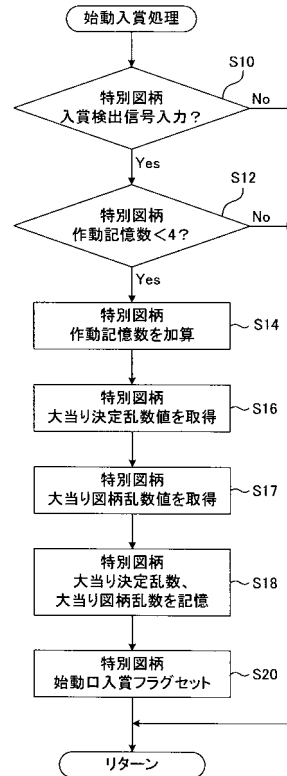 始動入賞処理
S10
特別図柄
入賞検出信号入力？
No
Yes
S12
特別図柄
作動記憶数<4？
No
Yes
特別図柄
作動記憶数を加算
S14
特別図柄
大当り決定乱数値を取得
S16
特別図柄
大当り図柄乱数値を取得
S17
特別図柄
大当り決定乱数、
大当り図柄乱数を記憶
S18
特別図柄
始動口入賞フラグセット
S20
リターン